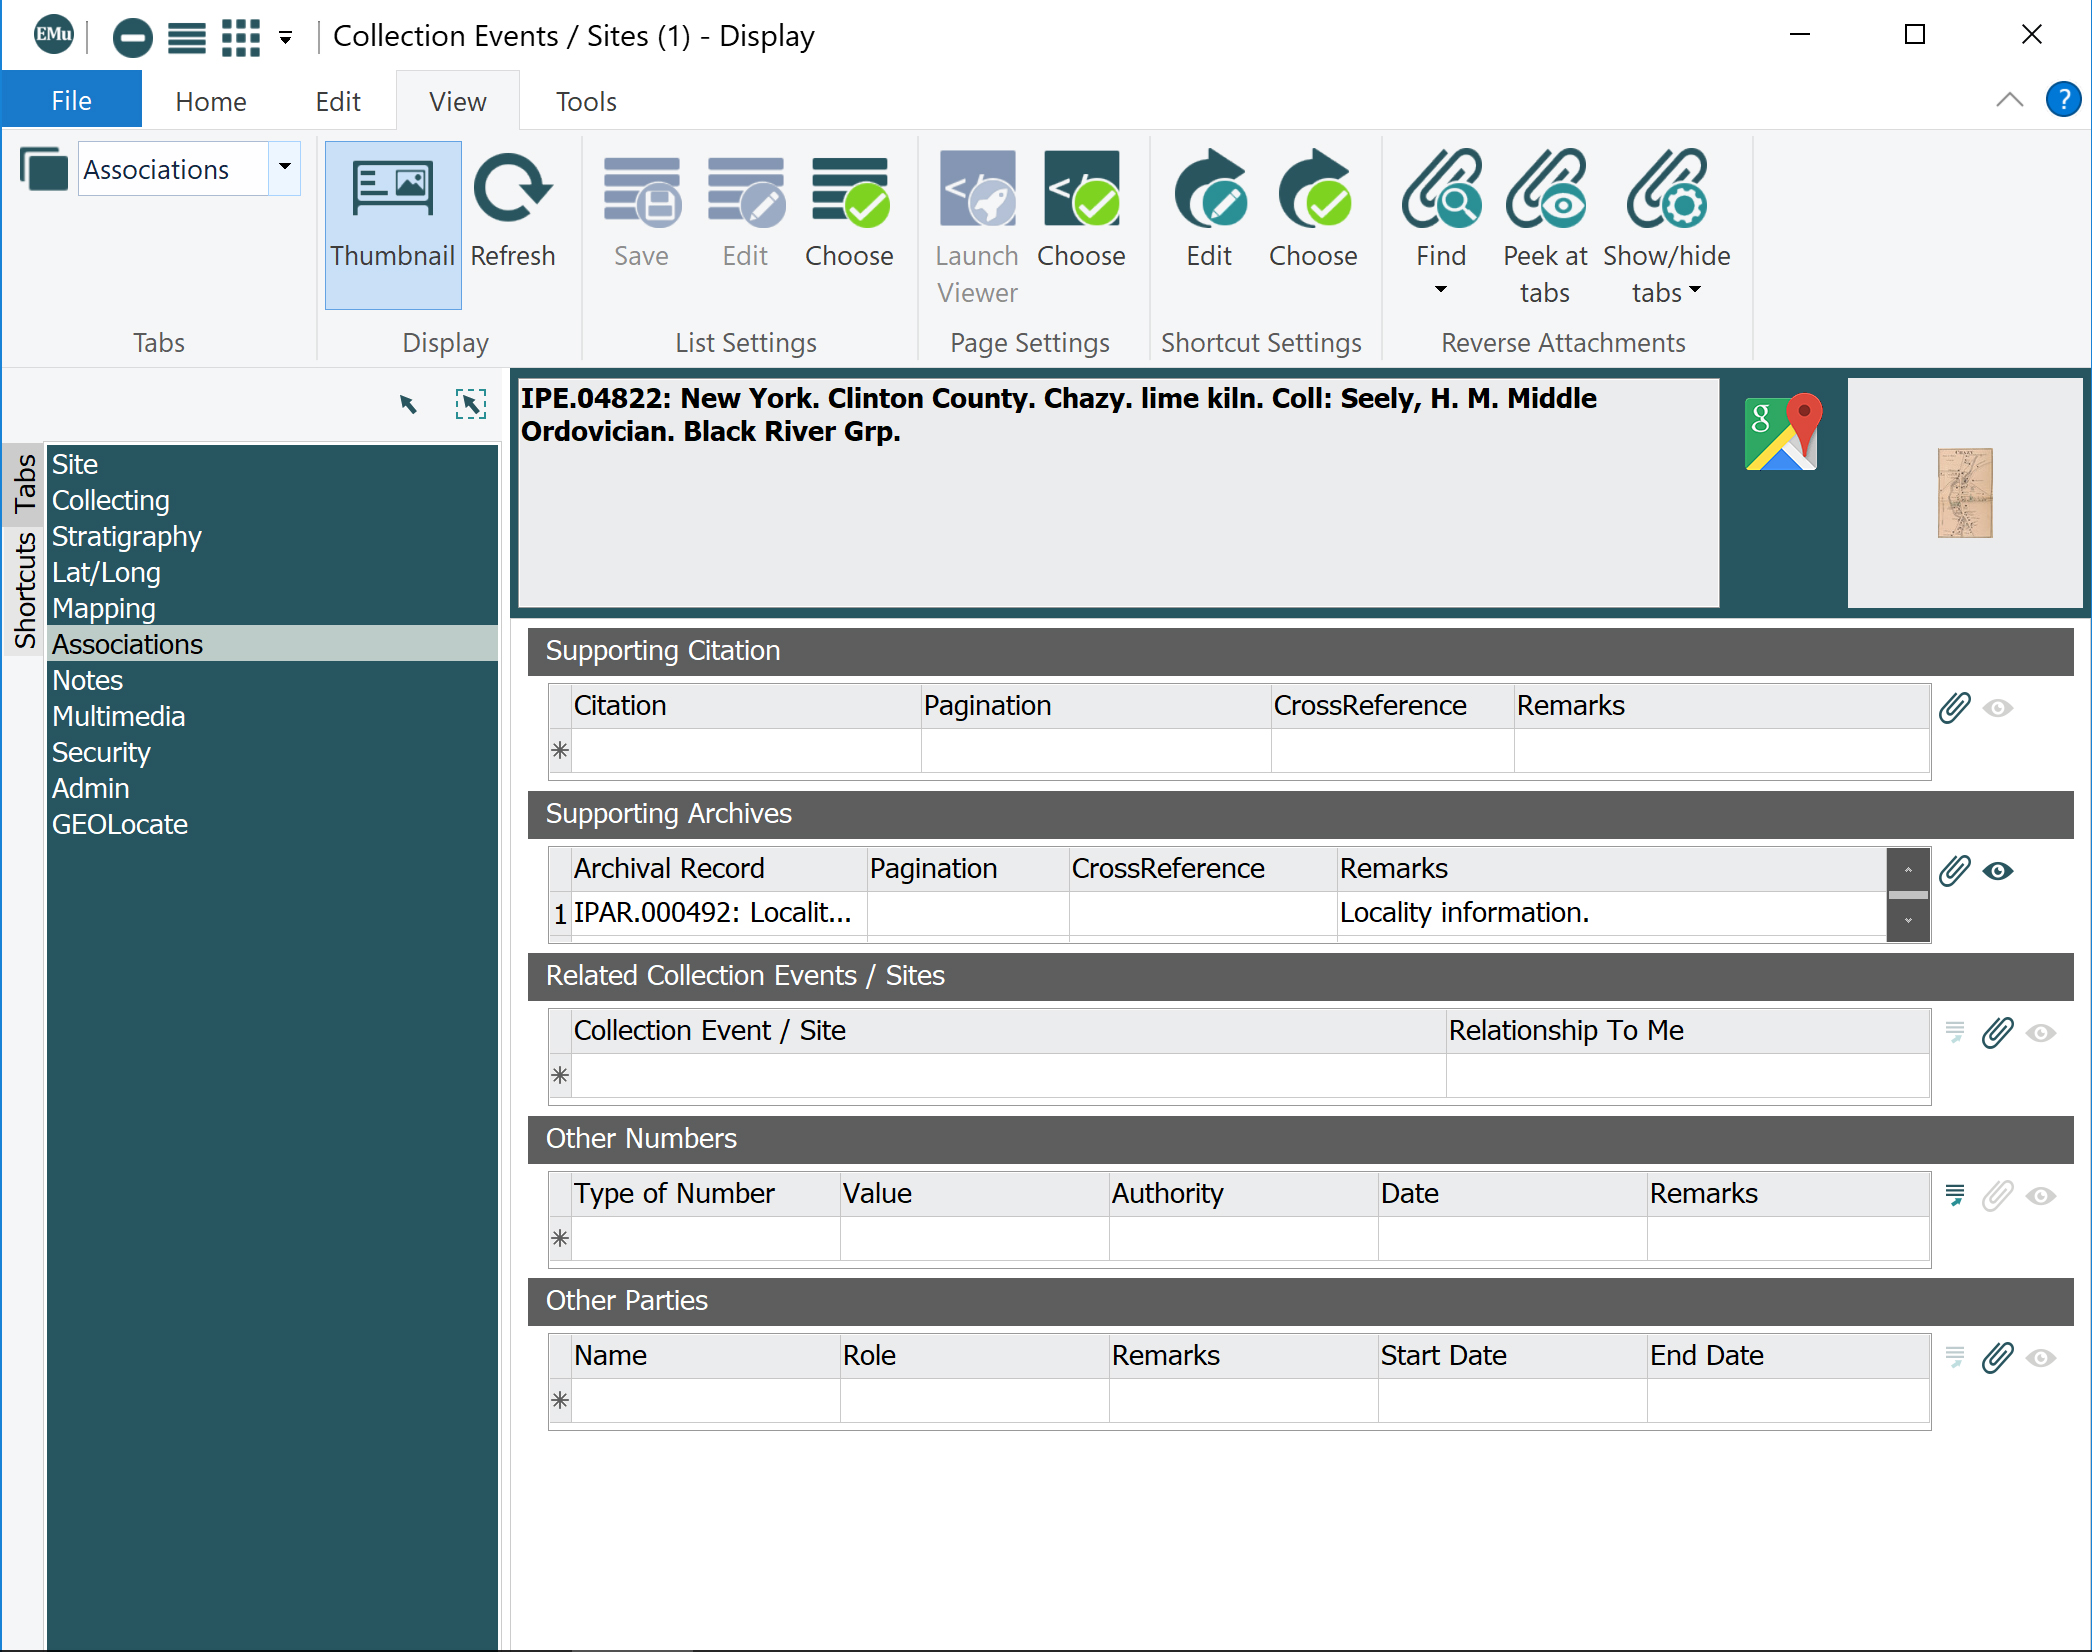 EMu
Collection Events / Sites (1) - Display
File Home Edit View Tools
?
Associations
Thumbnail Refresh
Save Edit Choose
Launch Viewer Choose
Edit Choose
Find Peek at tabs Show/hide tabs
Tabs Display List Settings Page Settings Shortcut Settings Reverse Attachments
Tabs
Shortcuts
Site
Collecting
Stratigraphy
Lat/Long
Mapping
Associations
Notes
Multimedia
Security
Admin
GEOLocate
IPE.04822: New York. Clinton County. Chazy. lime kiln. Coll: Seely, H. M. Middle
Ordovician. Black River Grp.
g
CHAZY
Supporting Citation
Citation Pagination CrossReference Remarks
Supporting Archives
Archival Record Pagination CrossReference Remarks
1 IPAR.000492: Localit... Locality information.
Related Collection Events / Sites
Collection Event / Site Relationship To Me
Other Numbers
Type of Number Value Authority Date Remarks
Other Parties
Name Role Remarks Start Date End Date